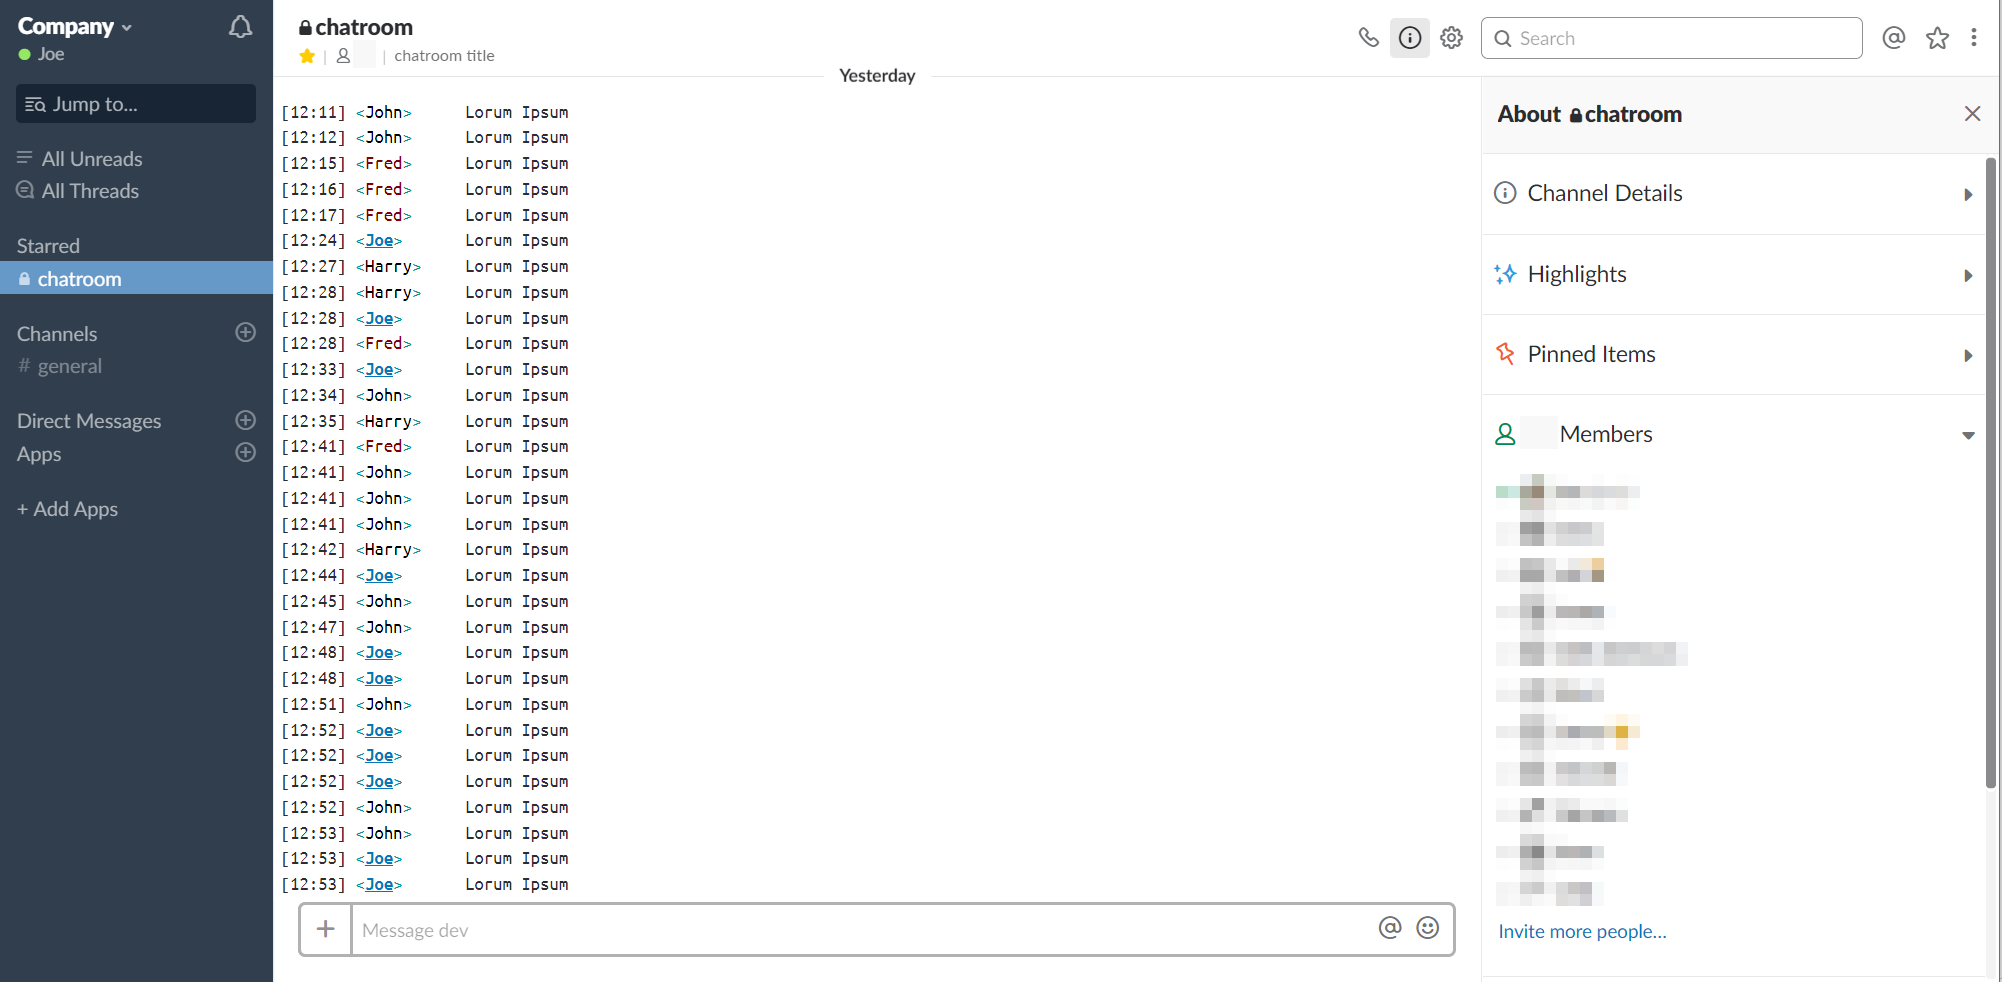 Company
Joe
Jump to...
All Unreads
All Threads
Starred
chatroom
Channels
# general
Direct Messages
Apps
+ Add Apps
chatroom
| | chatroom title
Search
Yesterday
[12:11] <John> Lorum Ipsum
[12:12] <John> Lorum Ipsum
[12:15] <Fred> Lorum Ipsum
[12:16] <Fred> Lorum Ipsum
[12:17] <Fred> Lorum Ipsum
[12:24] <Joe> Lorum Ipsum
[12:27] <Harry> Lorum Ipsum
[12:28] <Harry> Lorum Ipsum
[12:28] <Joe> Lorum Ipsum
[12:28] <Fred> Lorum Ipsum
[12:33] <Joe> Lorum Ipsum
[12:34] <John> Lorum Ipsum
[12:35] <Harry> Lorum Ipsum
[12:41] <Fred> Lorum Ipsum
[12:41] <John> Lorum Ipsum
[12:41] <John> Lorum Ipsum
[12:41] <John> Lorum Ipsum
[12:42] <Harry> Lorum Ipsum
[12:44] <Joe> Lorum Ipsum
[12:45] <John> Lorum Ipsum
[12:47] <John> Lorum Ipsum
[12:48] <Joe> Lorum Ipsum
[12:48] <Joe> Lorum Ipsum
[12:51] <John> Lorum Ipsum
[12:52] <Joe> Lorum Ipsum
[12:52] <Joe> Lorum Ipsum
[12:52] <Joe> Lorum Ipsum
[12:52] <John> Lorum Ipsum
[12:53] <John> Lorum Ipsum
[12:53] <Joe> Lorum Ipsum
[12:53] <Joe> Lorum Ipsum
Message dev
About chatroom
Channel Details
Highlights
Pinned Items
Members
Invite more people...